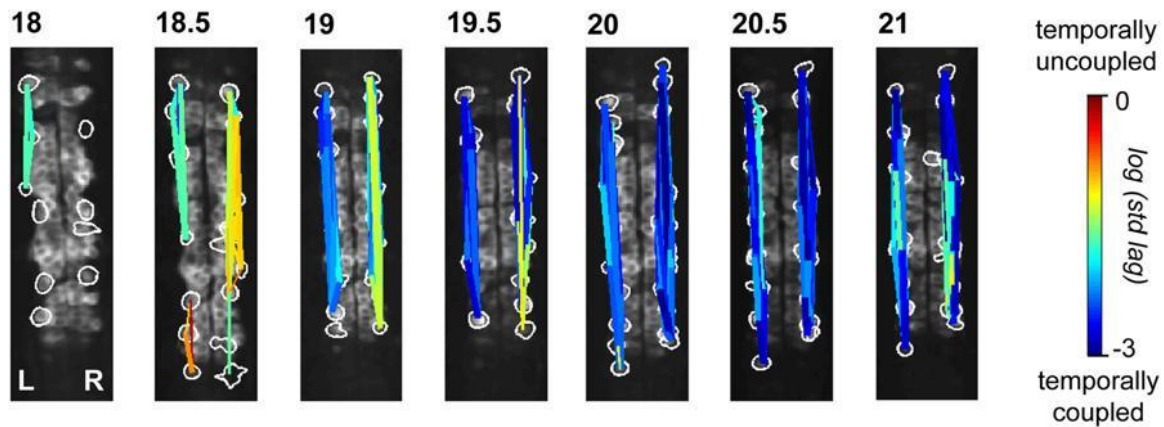 18 18.5 19 19.5 20 20.5 21
L R
temporally
uncoupled
0
log (std lag)
-3
temporally
coupled